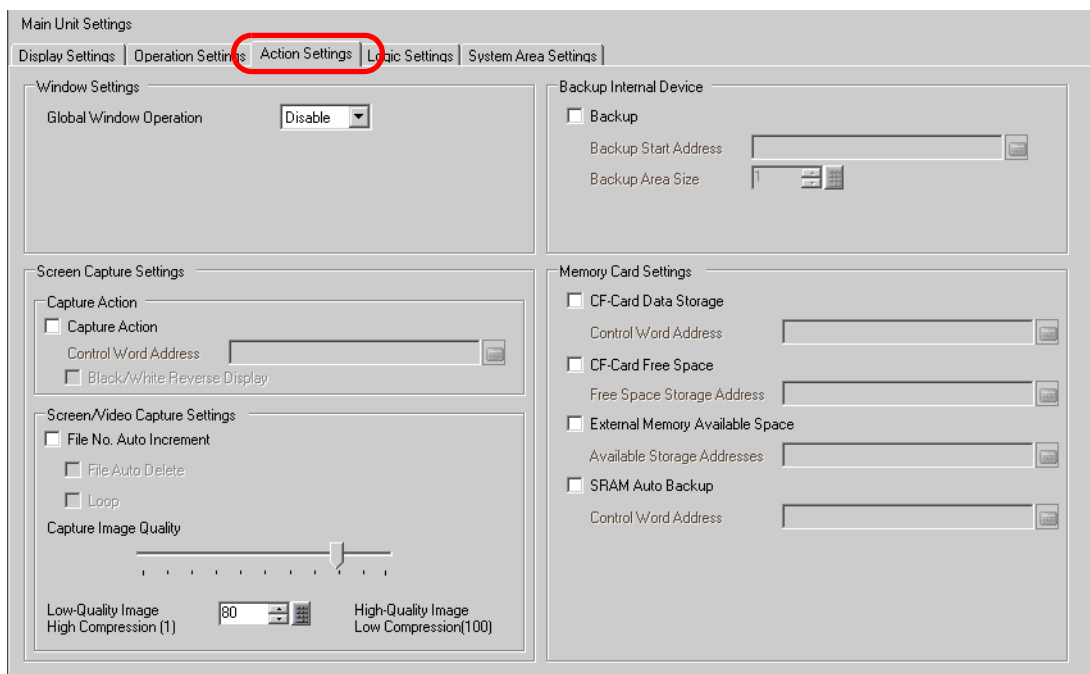 Main Unit Settings
Display Settings | Operation Settings | Action Settings | Logic Settings | System Area Settings
Window Settings
Global Window Operation Disable
Screen Capture Settings
Capture Action
Capture Action
Control Word Address
Black/White Reverse Display
Screen/Video Capture Settings
File No. Auto Increment
File Auto Delete
Loop
Capture Image Quality
Low-Quality Image 80 High-Quality Image
High Compression (1) Low Compression(100)
Backup Internal Device
Backup
Backup Start Address
Backup Area Size 1
Memory Card Settings
CF-Card Data Storage
Control Word Address
CF-Card Free Space
Free Space Storage Address
External Memory Available Space
Available Storage Addresses
SRAM Auto Backup
Control Word Address